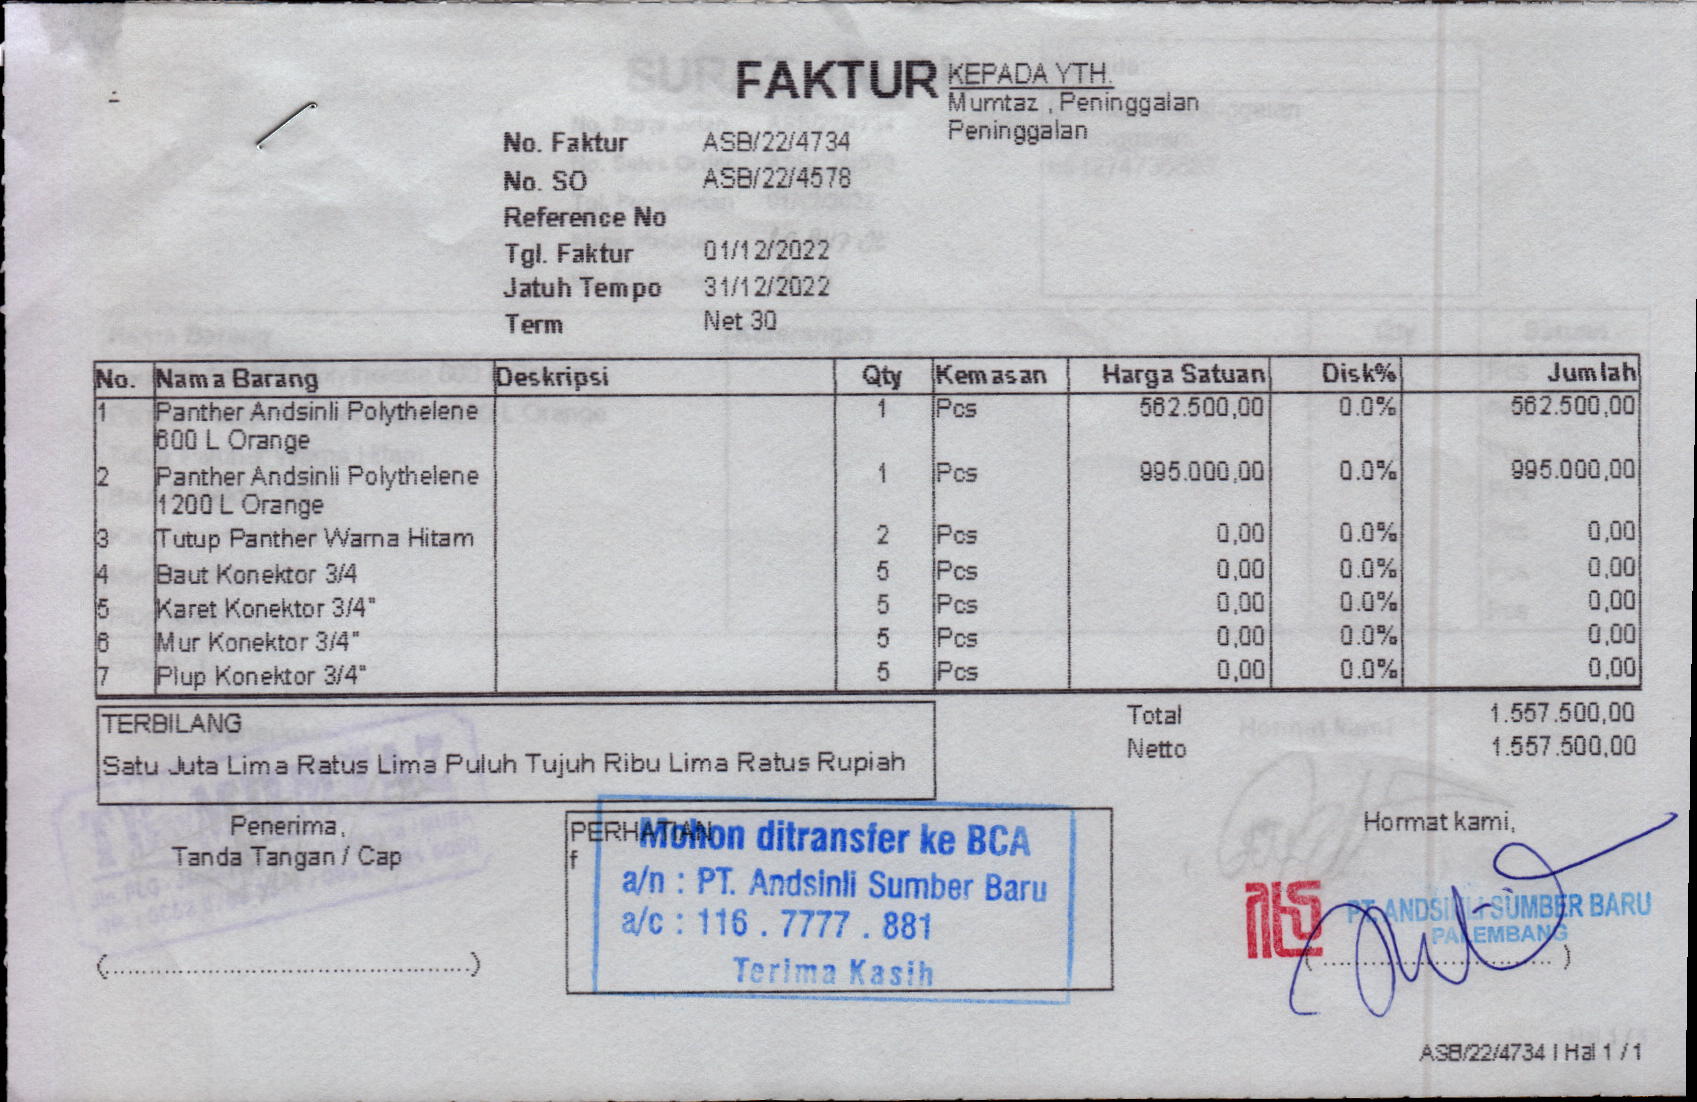 FAKTUR
KEPADA YTH.
Mumtaz , Peninggalan
Peninggalan
No. Faktur ASB/22/4734
No. SO ASB/22/4578
Reference No
Tgl. Faktur 01/12/2022
Jatuh Tempo 31/12/2022
Term Net 30
No. Nama Barang Deskripsi Qty Kemasan Harga Satuan Disk% Jumlah
1 Panther Andsinli Polythelene 1 Pcs 562.500,00 0.0% 562.500,00
600 L Orange
2 Panther Andsinli Polythelene 1 Pcs 995.000,00 0.0% 995.000,00
1200 L Orange
3 Tutup Panther Warna Hitam 2 Pcs 0,00 0.0% 0,00
4 Baut Konektor 3/4 5 Pcs 0,00 0.0% 0,00
5 Karet Konektor 3/4" 5 Pcs 0,00 0.0% 0,00
6 Mur Konektor 3/4" 5 Pcs 0,00 0.0% 0,00
7 Plup Konektor 3/4" 5 Pcs 0,00 0.0% 0,00
TERBILANG
Satu Juta Lima Ratus Lima Puluh Tujuh Ribu Lima Ratus Rupiah
Total 1.557.500,00
Netto 1.557.500,00
Penerima,
Tanda Tangan / Cap
PERHATIAN
f
Mohon ditransfer ke BCA
a/n : PT. Andsinli Sumber Baru
a/c : 116 . 7777 . 881
Terima Kasih
Hormat kami,
PT. ANDSINLI SUMBER BARU
PALEMBANG
ASB/22/4734 | Hal 1 / 1